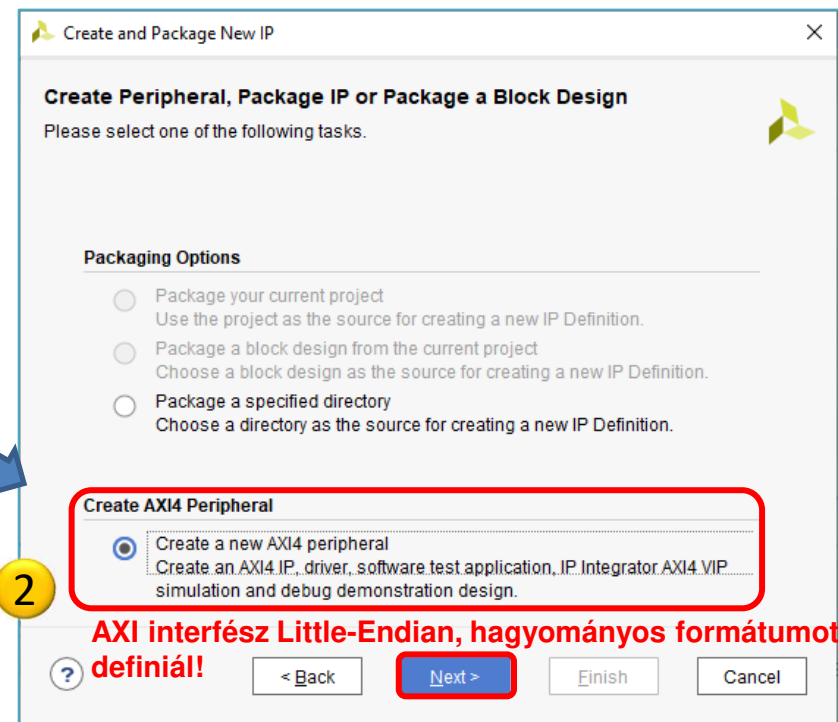 Create and Package New IP
Create Peripheral, Package IP or Package a Block Design
Please select one of the following tasks.
Packaging Options
Package your current project
Use the project as the source for creating a new IP Definition.
Package a block design from the current project
Choose a block design as the source for creating a new IP Definition.
Package a specified directory
Choose a directory as the source for creating a new IP Definition.
Create AXI4 Peripheral
Create a new AXI4 peripheral
Create an AXI4 IP, driver, software test application, IP Integrator AXI4 VIP
simulation and debug demonstration design.
2
AXI interfész Little-Endian, hagyományos formátumot
definiál!
? < Back Next > Finish Cancel